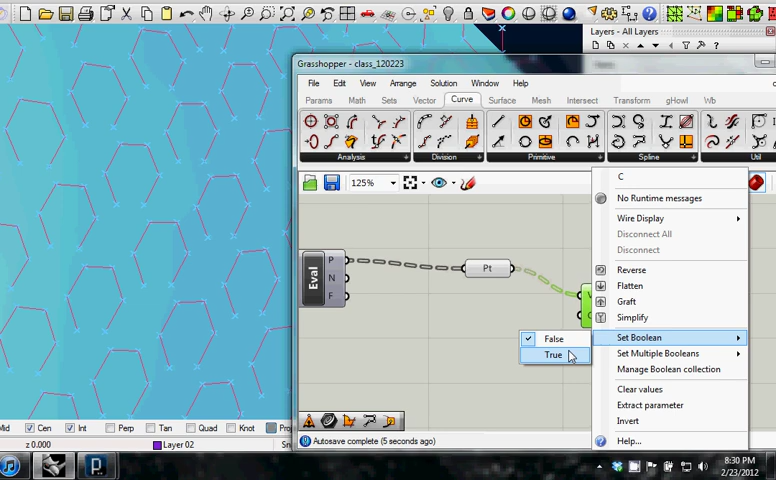 Layers - All Layers
Grasshopper - class_120223
File Edit View Arrange Solution Window Help
Params Math Sets Vector Curve Surface Mesh Intersect Transform gHowl Wb
Analysis Division Primitive Spline Util
125%
C
No Runtime messages
Wire Display
Disconnect All
Disconnect
Reverse
Flatten
Graft
Simplify
Set Boolean
Set Multiple Booleans
Manage Boolean collection
Clear values
Extract parameter
Invert
Help...
False
True
Eval
P
N
F
Pt
Autosave complete (5 seconds ago)
Mid Cen Int Perp Tan Quad Knot
z 0.000 Layer 02
8:30 PM
2/23/2012